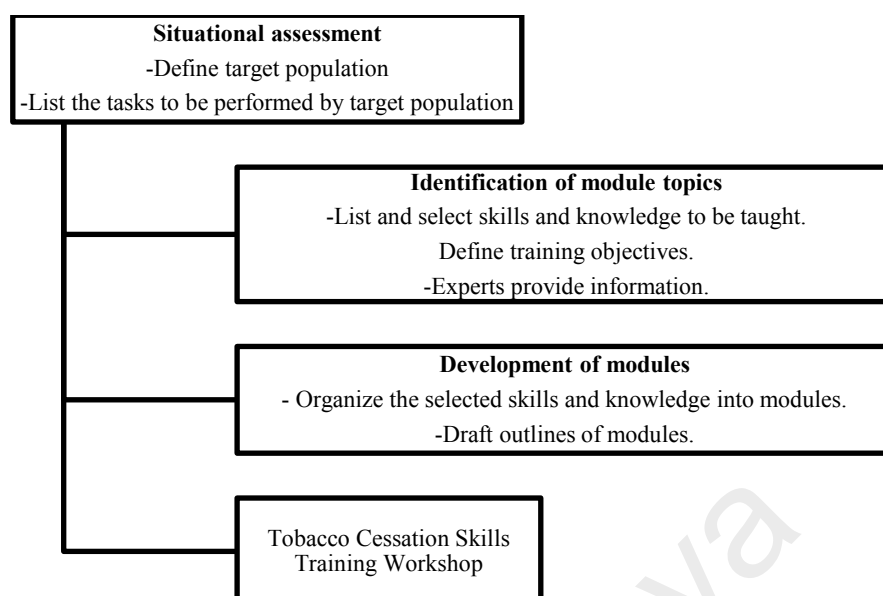 Situational assessment
-Define target population
-List the tasks to be performed by target population
Identification of module topics
-List and select skills and knowledge to be taught.
Define training objectives.
-Experts provide information.
Development of modules
- Organize the selected skills and knowledge into modules.
-Draft outlines of modules.
Tobacco Cessation Skills
Training Workshop
ya